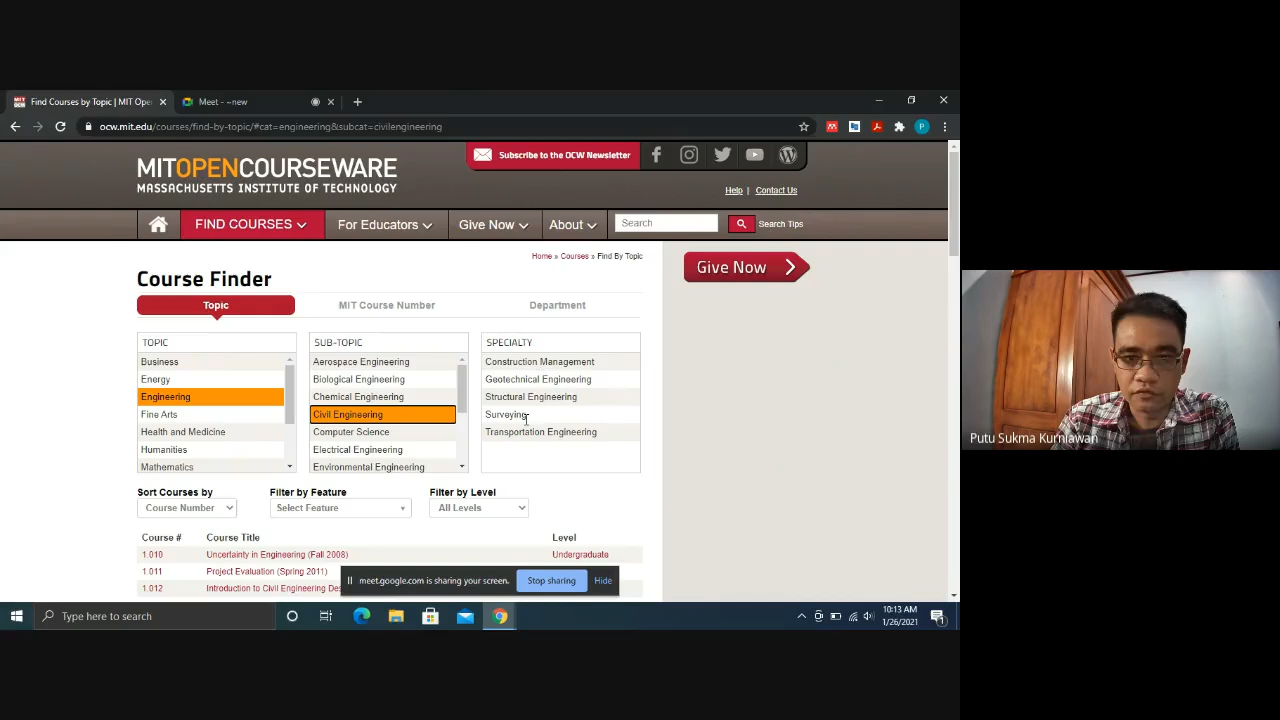 Find Courses by Topic | MIT Ope
Meet - ~new
ocw.mit.edu/courses/find-by-topic/#cat=engineering&subcat=civilengineering
MITOPENCOURSEWARE
MASSACHUSETTS INSTITUTE OF TECHNOLOGY
Subscribe to the OCW Newsletter
Help | Contact Us
FIND COURSES
For Educators
Give Now
About
Search
Search Tips
Home » Courses » Find By Topic
Give Now
Course Finder
Topic
MIT Course Number
Department
TOPIC
Business
Energy
Engineering
Fine Arts
Health and Medicine
Humanities
Mathematics
SUB-TOPIC
Aerospace Engineering
Biological Engineering
Chemical Engineering
Civil Engineering
Computer Science
Electrical Engineering
Environmental Engineering
SPECIALTY
Construction Management
Geotechnical Engineering
Structural Engineering
Surveying
Transportation Engineering
Sort Courses by
Course Number
Filter by Feature
Select Feature
Filter by Level
All Levels
Course # Course Title Level
1.010 Uncertainty in Engineering (Fall 2008) Undergraduate
1.011 Project Evaluation (Spring 2011)
1.012 Introduction to Civil Engineering De
meet.google.com is sharing your screen. Stop sharing Hide
Type here to search
10:13 AM
1/26/2021
Putu Sukma Kurniawan